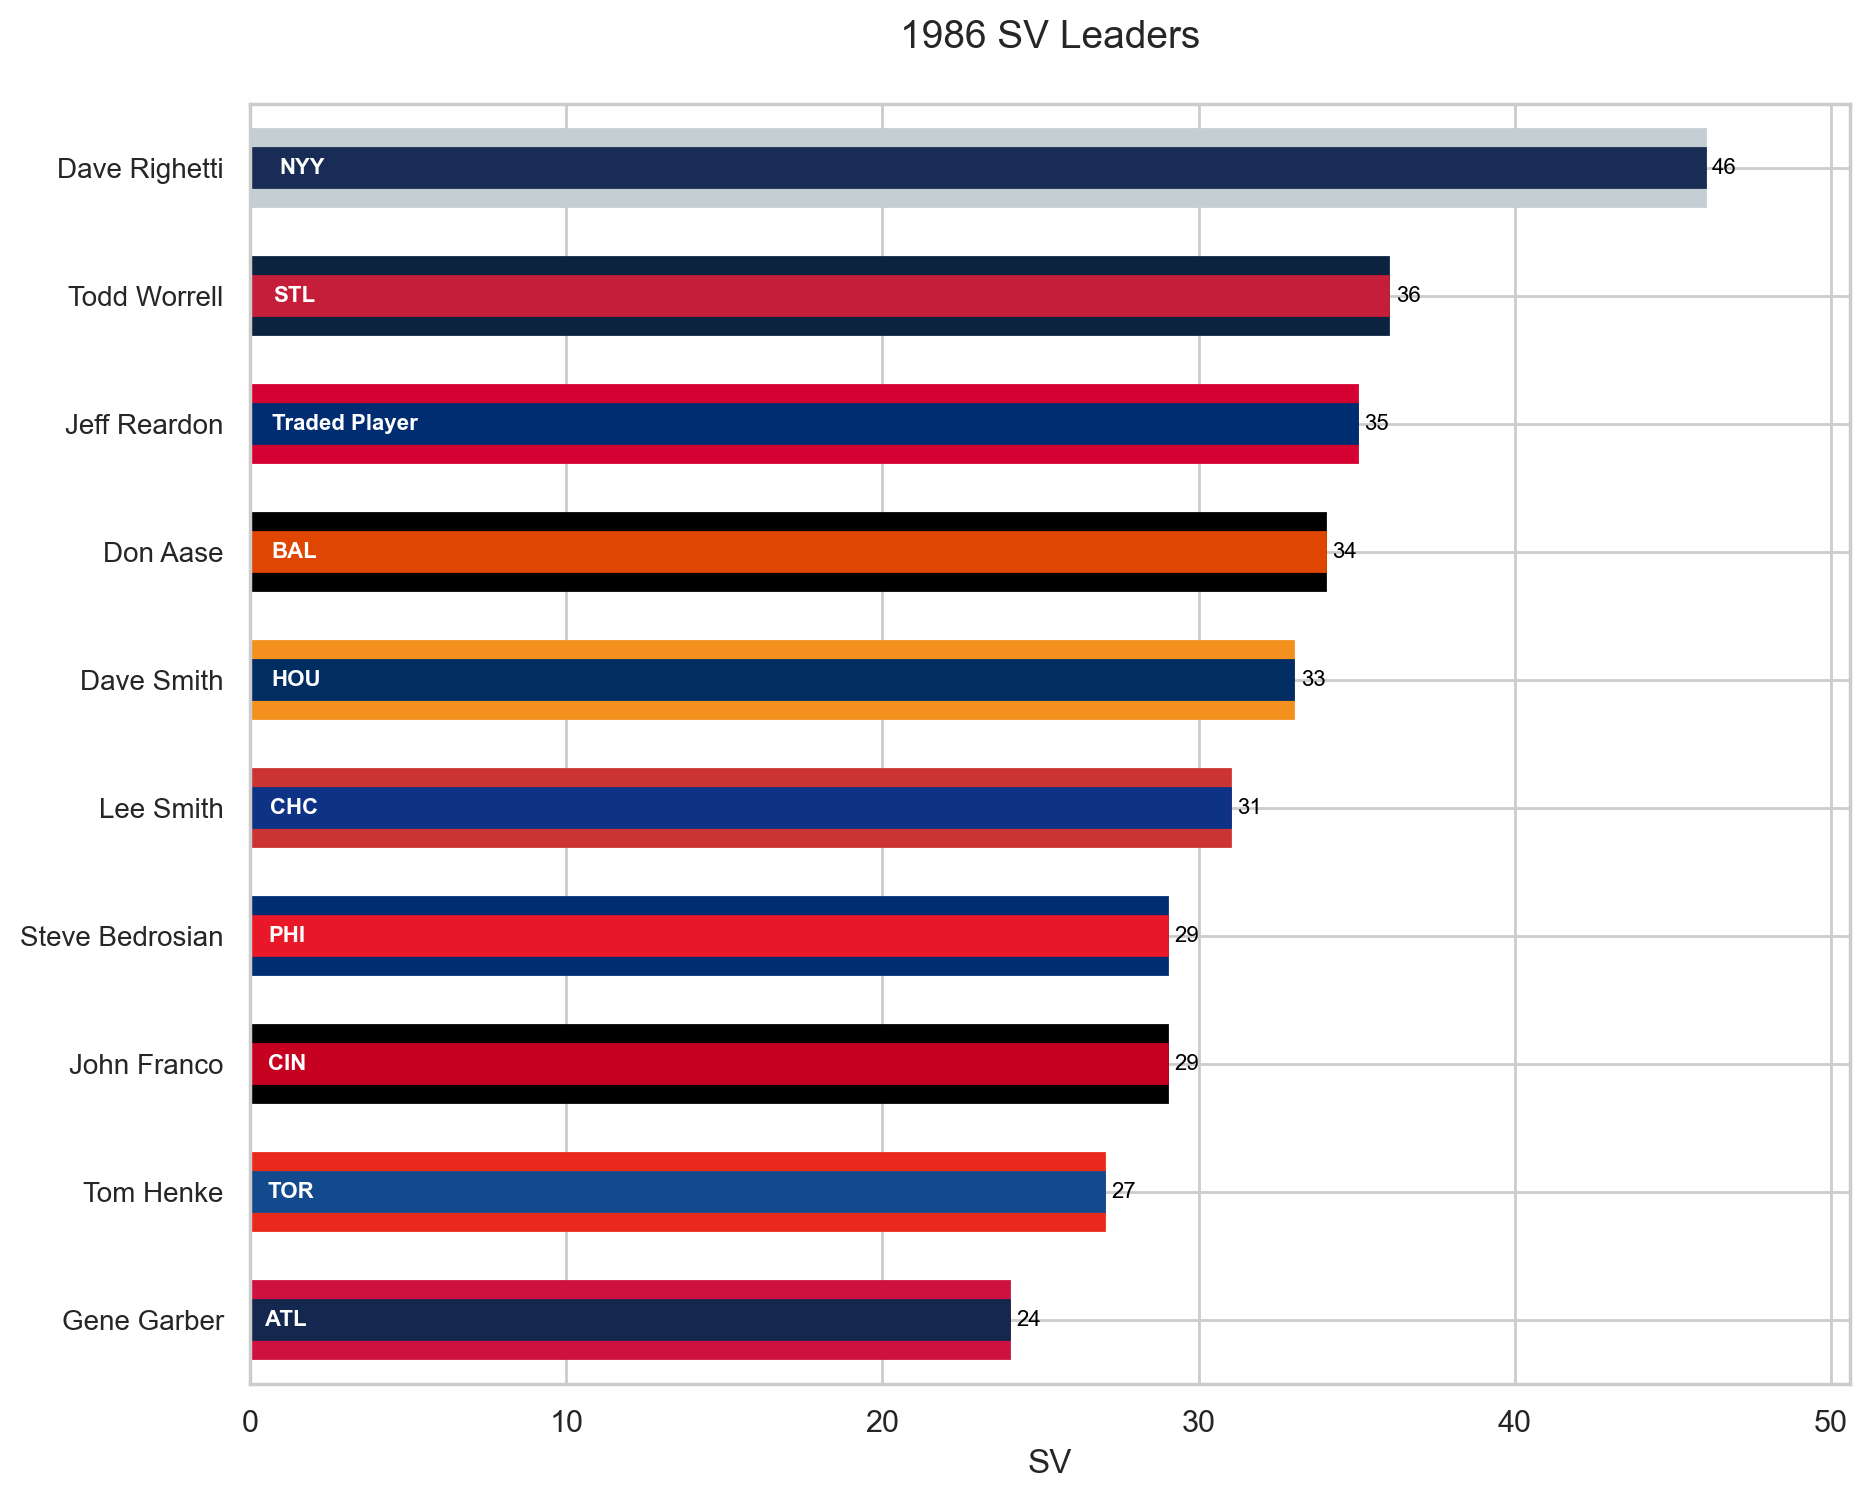 1986 SV Leaders
Dave Righetti
NYY
46
Todd Worrell
STL
36
Jeff Reardon
Traded Player
35
Don Aase
BAL
34
Dave Smith
HOU
33
Lee Smith
CHC
31
Steve Bedrosian
PHI
29
John Franco
CIN
29
Tom Henke
TOR
27
Gene Garber
ATL
24
0 10 20 30 40 50
SV